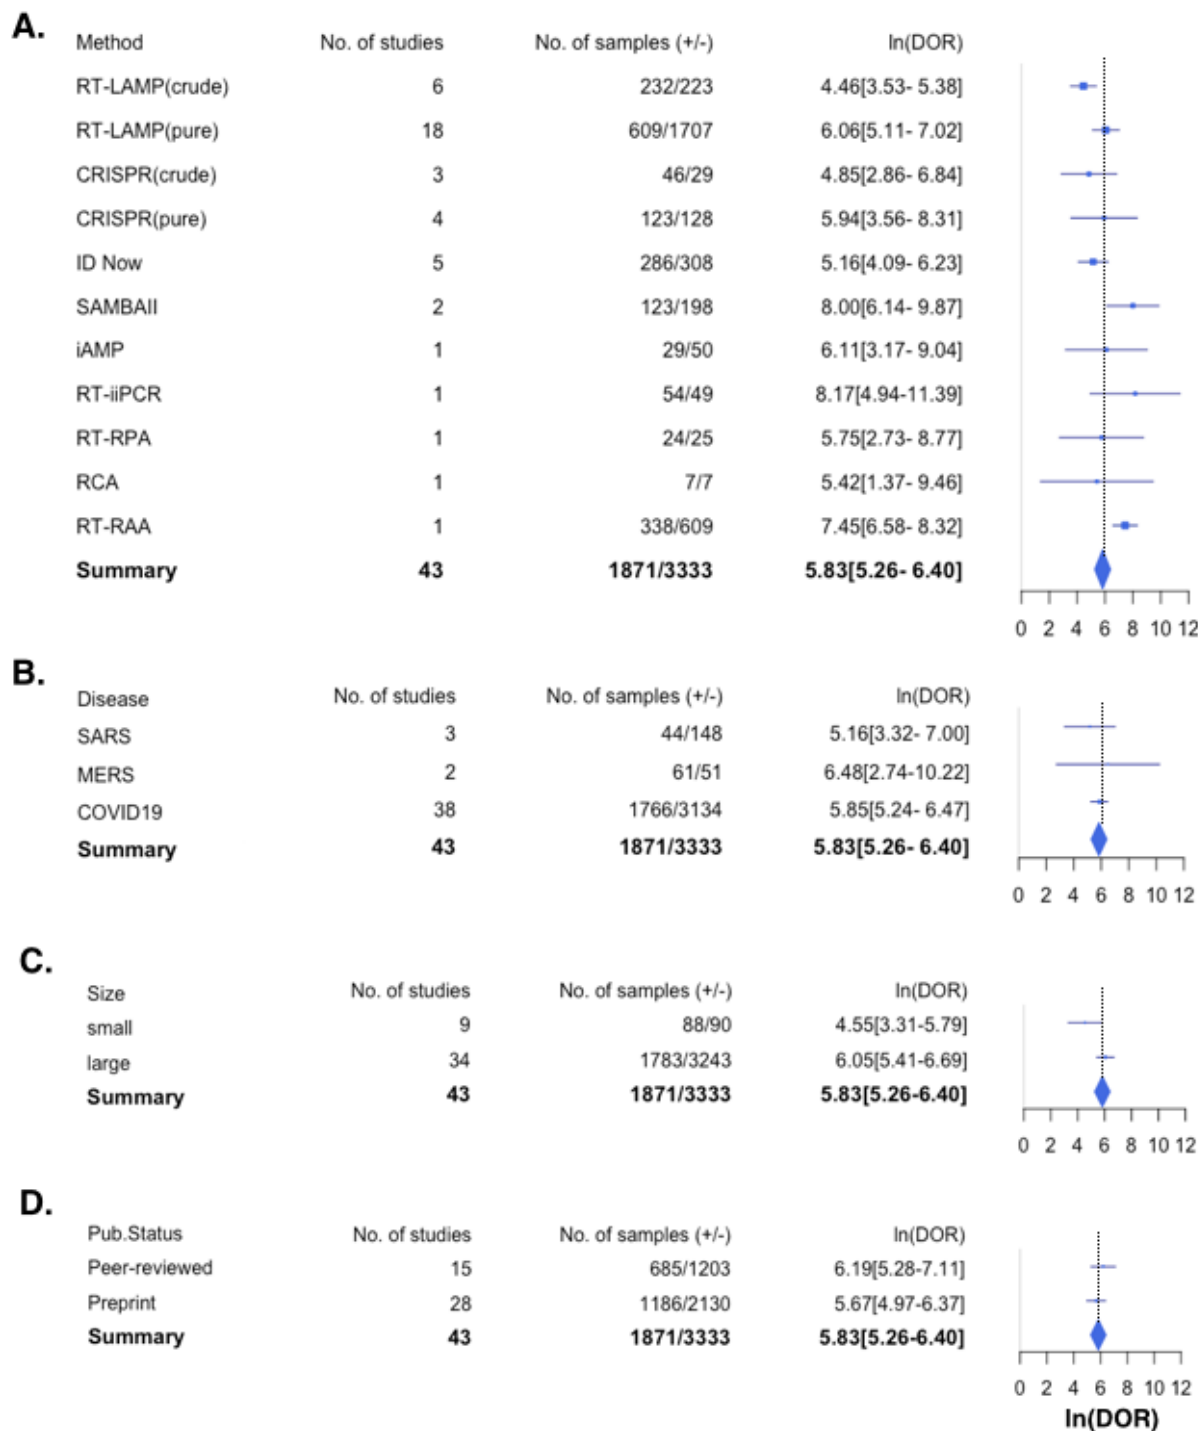 A.
Method No. of studies No. of samples (+/-) ln(DOR)
RT-LAMP(crude) 6 232/223 4.46[3.53- 5.38]
RT-LAMP(pure) 18 609/1707 6.06[5.11- 7.02]
CRISPR(crude) 3 46/29 4.85[2.86- 6.84]
CRISPR(pure) 4 123/128 5.94[3.56- 8.31]
ID Now 5 286/308 5.16[4.09- 6.23]
SAMBAII 2 123/198 8.00[6.14- 9.87]
iAMP 1 29/50 6.11[3.17- 9.04]
RT-iiPCR 1 54/49 8.17[4.94-11.39]
RT-RPA 1 24/25 5.75[2.73- 8.77]
RCA 1 7/7 5.42[1.37- 9.46]
RT-RAA 1 338/609 7.45[6.58- 8.32]
Summary 43 1871/3333 5.83[5.26- 6.40]
0 2 4 6 8 10 12
B.
Disease No. of studies No. of samples (+/-) ln(DOR)
SARS 3 44/148 5.16[3.32- 7.00]
MERS 2 61/51 6.48[2.74-10.22]
COVID19 38 1766/3134 5.85[5.24- 6.47]
Summary 43 1871/3333 5.83[5.26- 6.40]
0 2 4 6 8 10 12
C.
Size No. of studies No. of samples (+/-) ln(DOR)
small 9 88/90 4.55[3.31-5.79]
large 34 1783/3243 6.05[5.41-6.69]
Summary 43 1871/3333 5.83[5.26-6.40]
0 2 4 6 8 10 12
D.
Pub.Status No. of studies No. of samples (+/-) ln(DOR)
Peer-reviewed 15 685/1203 6.19[5.28-7.11]
Preprint 28 1186/2130 5.67[4.97-6.37]
Summary 43 1871/3333 5.83[5.26-6.40]
0 2 4 6 8 10 12
ln(DOR)